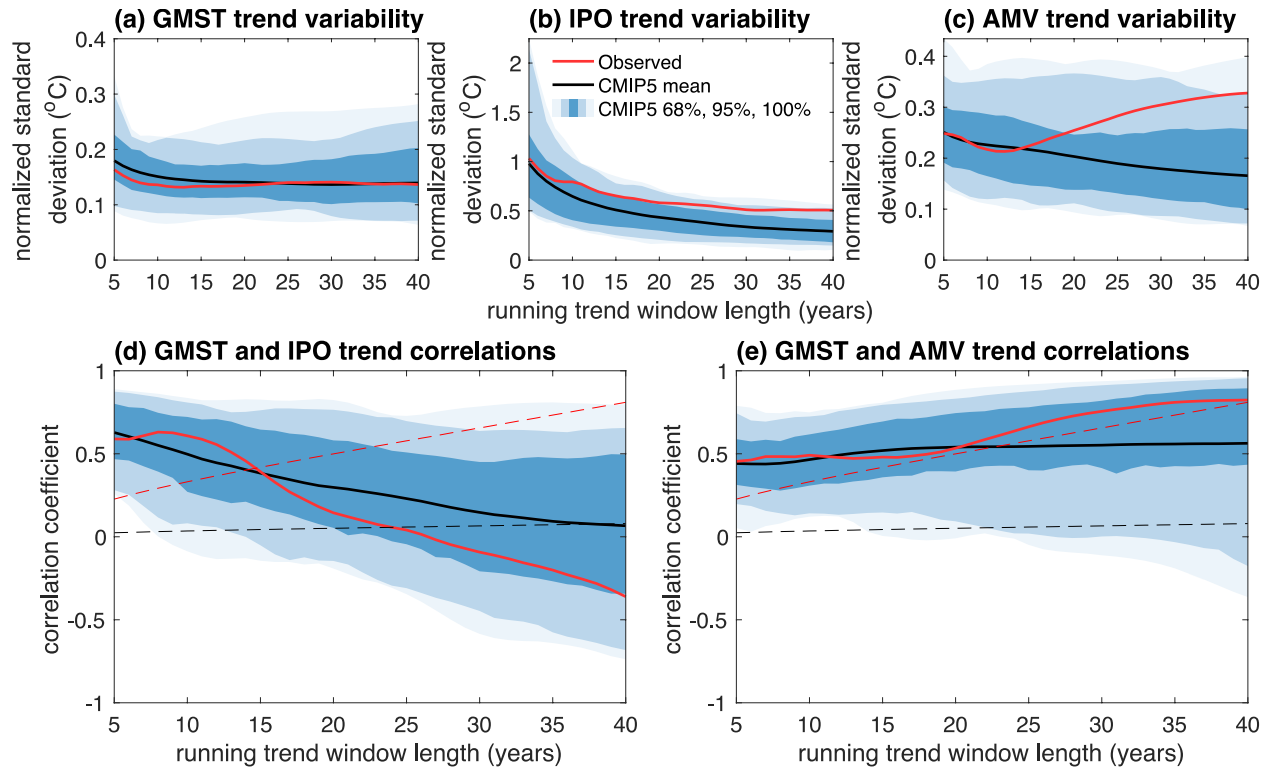 (a) GMST trend variability
(b) IPO trend variability
(c) AMV trend variability
normalized standard
deviation (°C)
0.4
0.3
0.2
0.1
0
5 10 15 20 25 30 35 40
normalized standard
deviation (°C)
2
1.5
1
0.5
0
5 10 15 20 25 30 35 40
Observed
CMIP5 mean
CMIP5 68%, 95%, 100%
normalized standard
deviation (°C)
0.4
0.3
0.2
0.1
0
5 10 15 20 25 30 35 40
running trend window length (years)
(d) GMST and IPO trend correlations
correlation coefficient
1
0.5
0
-0.5
-1
5 10 15 20 25 30 35 40
running trend window length (years)
(e) GMST and AMV trend correlations
correlation coefficient
1
0.5
0
-0.5
-1
5 10 15 20 25 30 35 40
running trend window length (years)